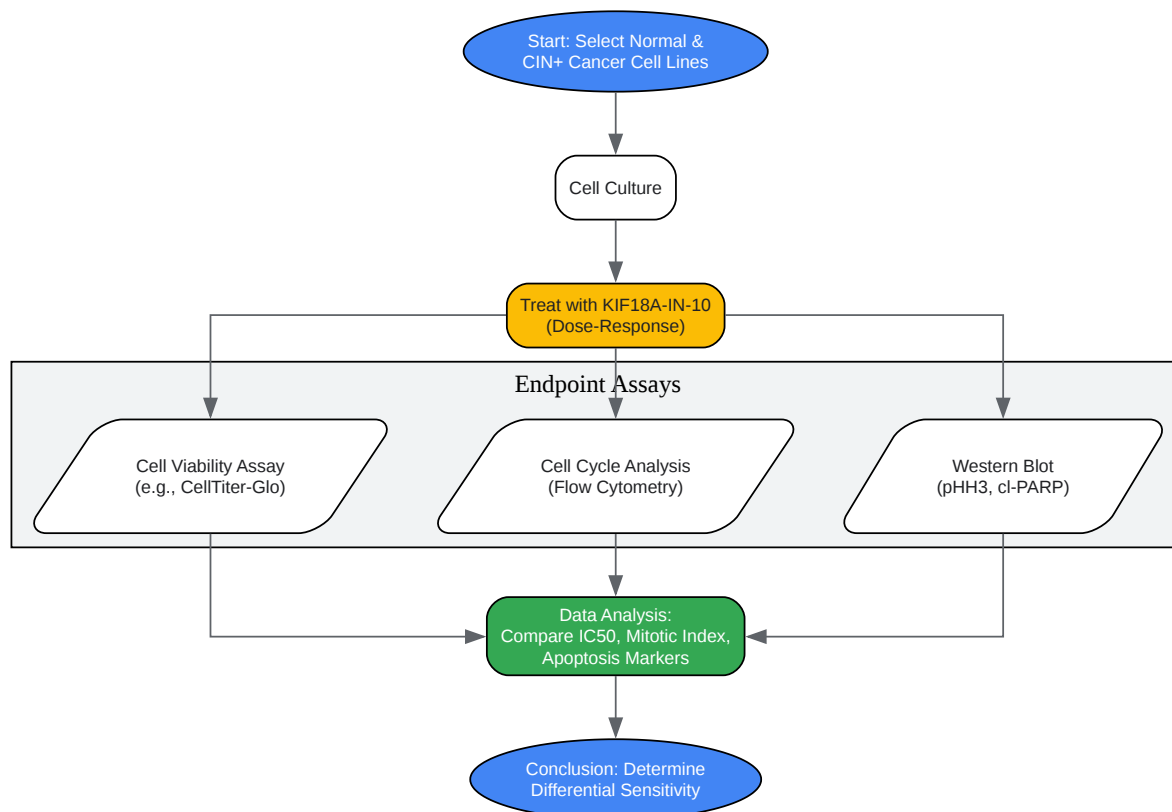 Start: Select Normal &
CIN+ Cancer Cell Lines
Cell Culture
Treat with KIF18A-IN-10
(Dose-Response)
Endpoint Assays
Cell Viability Assay
(e.g., CellTiter-Glo)
Cell Cycle Analysis
(Flow Cytometry)
Western Blot
(pHH3, cl-PARP)
Data Analysis:
Compare IC50, Mitotic Index,
Apoptosis Markers
Conclusion: Determine
Differential Sensitivity